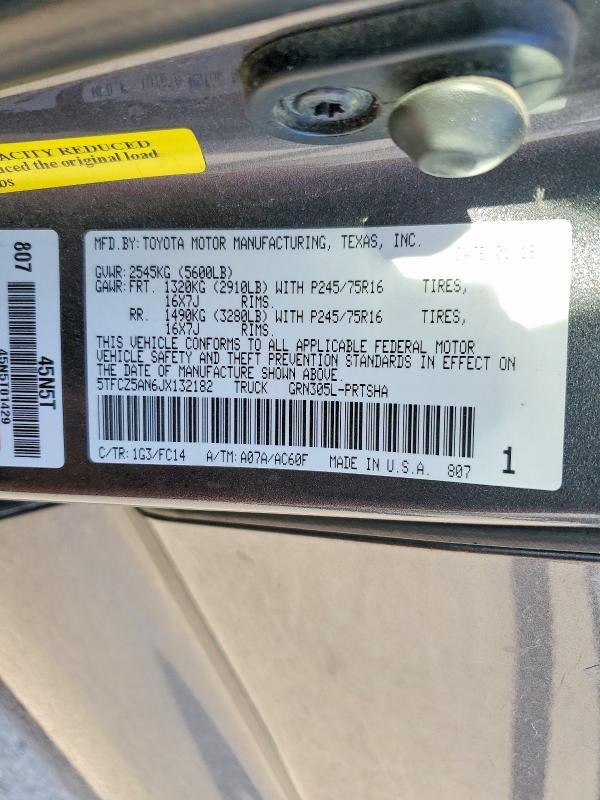 ACITY REDUCED
uced the original load
MFD.BY: TOYOTA MOTOR MANUFACTURING, TEXAS, INC.
GVWR: 2545KG (5600LB)
GAWR: FRT. 1320KG (2910LB) WITH P245/75R16 TIRES,
16X7J RIMS.
RR. 1490KG (3280LB) WITH P245/75R16 TIRES,
16X7J RIMS.
THIS VEHICLE CONFORMS TO ALL APPLICABLE FEDERAL MOTOR
VEHICLE SAFETY AND THEFT PREVENTION STANDARDS IN EFFECT ON
THE DATE OF MANUFACTURE SHOWN ABOVE.
5TFCZ5AN6JX132182 TRUCK GRN305L-PRTSHA
C/TR: 1G3/FC14 A/TM: A07A/AC60F MADE IN U.S.A. 807 1
807
45N5T
45N5T01429